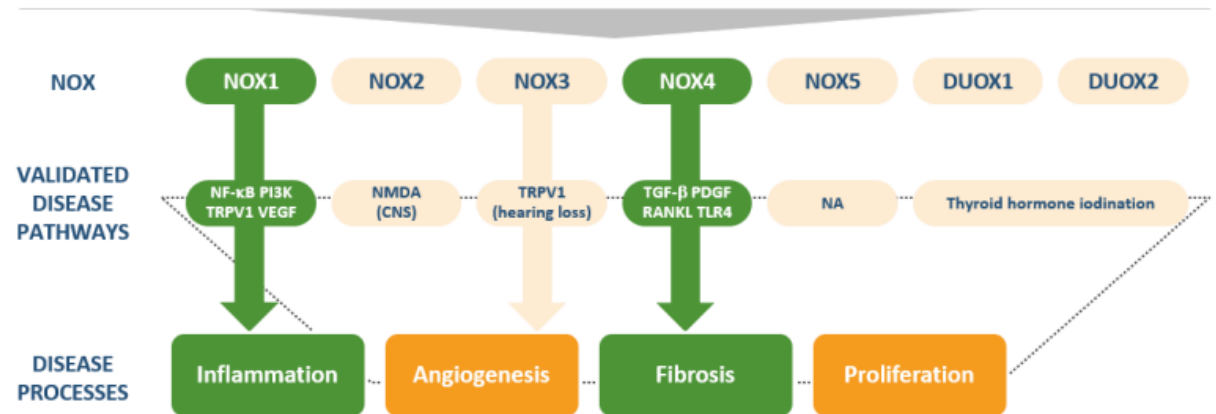 NOX
NOX1
NOX2
NOX3
NOX4
NOX5
DUOX1
DUOX2
VALIDATED
DISEASE
PATHWAYS
NF-κB PI3K
TRPV1 VEGF
NMDA
(CNS)
TRPV1
(hearing loss)
TGF-β PDGF
RANKL TLR4
NA
Thyroid hormone iodination
DISEASE
PROCESSES
Inflammation
Angiogenesis
Fibrosis
Proliferation